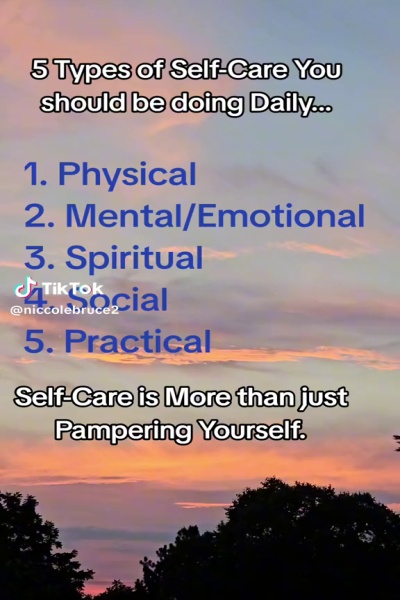 5 Types of Self-Care You
should be doing Daily...
1. Physical
2. Mental/Emotional
3. Spiritual
TikTok
4. Social
@niccolebruce2
5. Practical
Self-Care is More than just
Pampering Yourself.